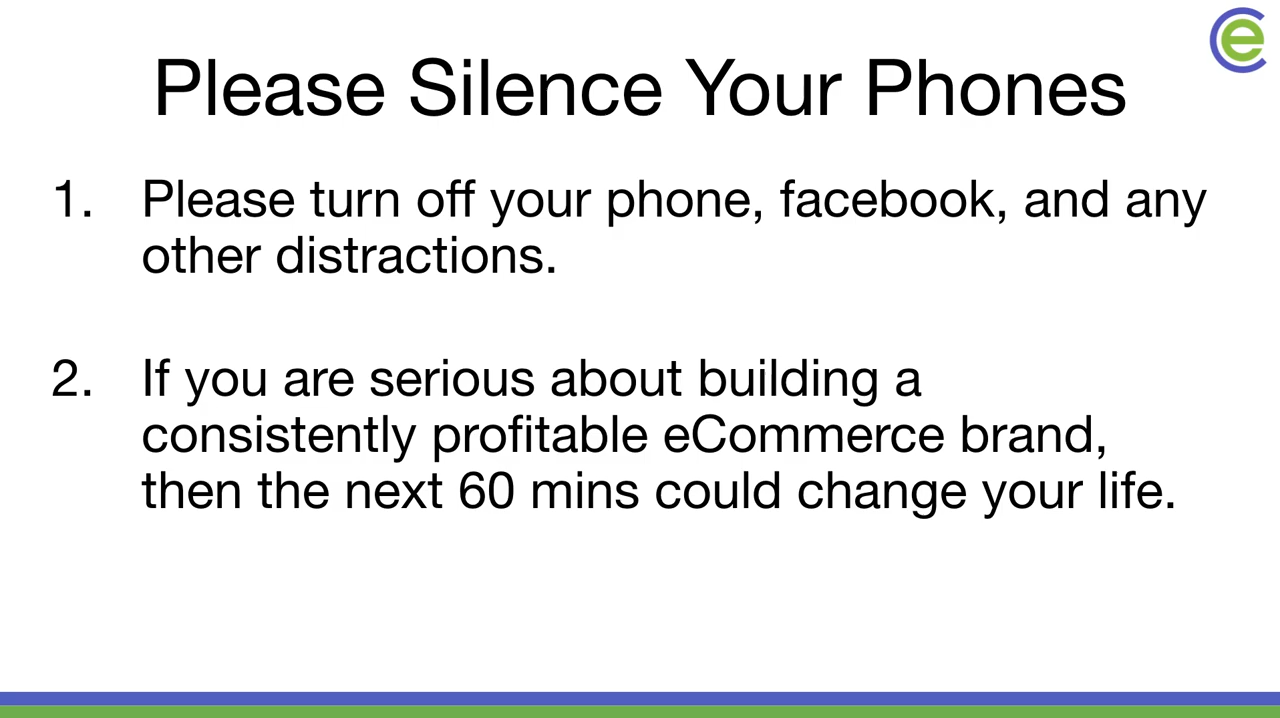 Please Silence Your Phones
1. Please turn off your phone, facebook, and any
other distractions.
2. If you are serious about building a
consistently profitable eCommerce brand,
then the next 60 mins could change your life.